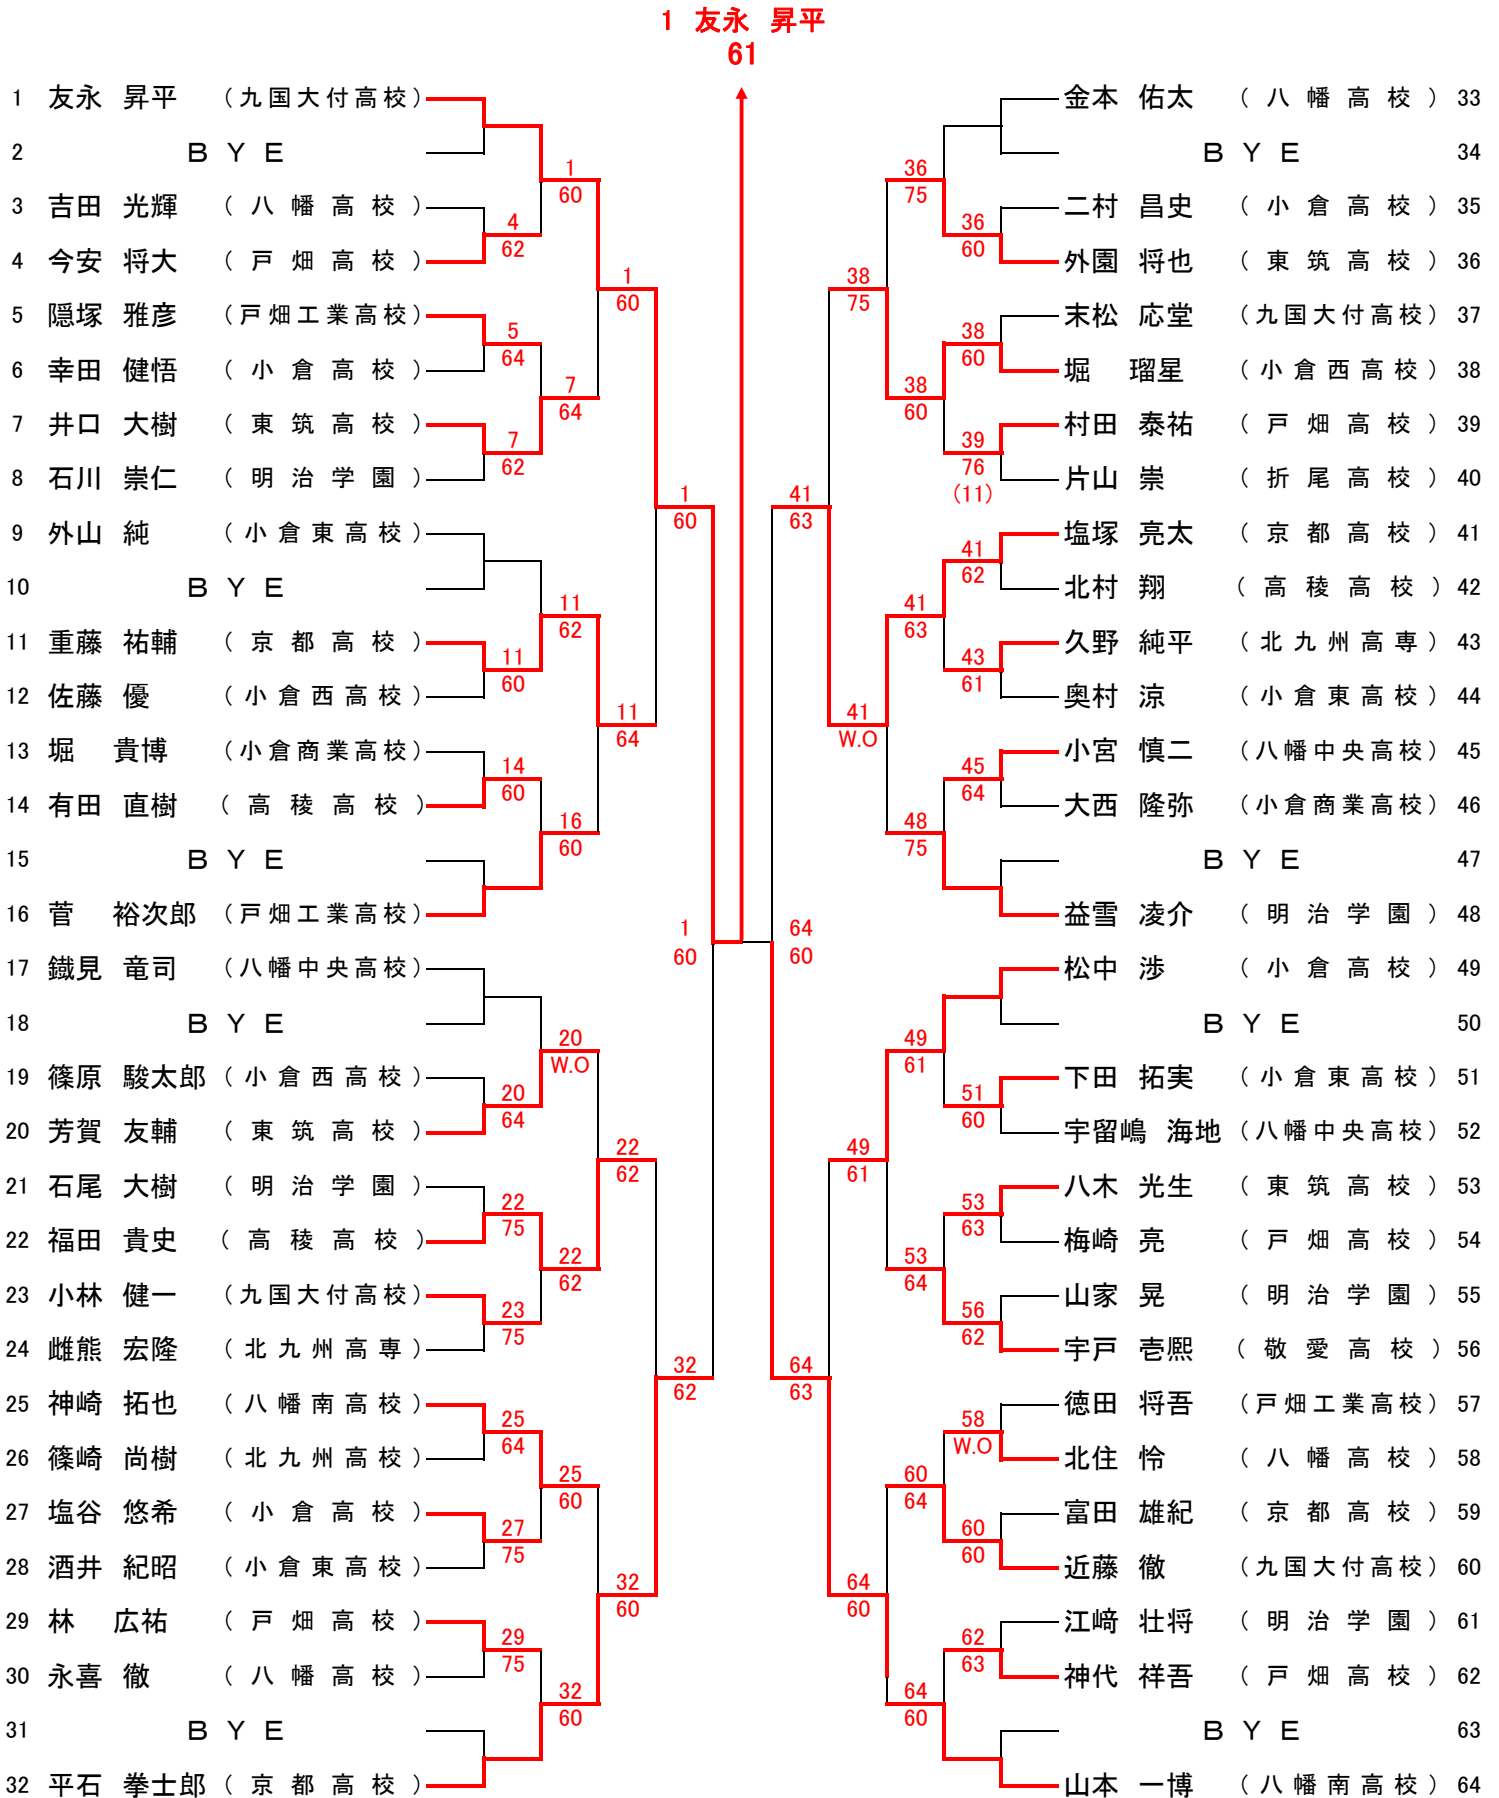 1 友永 昇平
61
1 友永 昇平 (九国大付高校)
2 ＢＹＥ
1
60
3 吉田 光輝 (八幡高校)
4
62
4 今安 将大 (戸畑高校)
1
60
5 隠塚 雅彦 (戸畑工業高校)
5
64
6 幸田 健悟 (小倉高校)
7
64
7 井口 大樹 (東筑高校)
7
62
8 石川 崇仁 (明治学園)
1
60
9 外山 純 (小倉東高校)
10 ＢＹＥ
11
62
11 重藤 祐輔 (京都高校)
11
60
12 佐藤 優 (小倉西高校)
11
64
13 堀 貴博 (小倉商業高校)
14
60
14 有田 直樹 (高稜高校)
16
60
15 ＢＹＥ
16 菅 裕次郎 (戸畑工業高校)
1
60
17 鐡見 竜司 (八幡中央高校)
18 ＢＹＥ
20
W.O
19 篠原 駿太郎 (小倉西高校)
20
64
20 芳賀 友輔 (東筑高校)
22
62
21 石尾 大樹 (明治学園)
22
75
22 福田 貴史 (高稜高校)
22
62
23 小林 健一 (九国大付高校)
23
75
24 雌熊 宏隆 (北九州高専)
32
62
25 神崎 拓也 (八幡南高校)
25
64
26 篠崎 尚樹 (北九州高校)
25
60
27 塩谷 悠希 (小倉高校)
27
75
28 酒井 紀昭 (小倉東高校)
32
60
29 林 広祐 (戸畑高校)
29
75
30 永喜 徹 (八幡高校)
32
60
31 ＢＹＥ
32 平石 拳士郎 (京都高校)
金本 佑太 (八幡高校) 33
ＢＹＥ 34
36
75
二村 昌史 (小倉高校) 35
36
60
外園 将也 (東筑高校) 36
38
75
末松 応堂 (九国大付高校) 37
38
60
堀 瑠星 (小倉西高校) 38
38
60
村田 泰祐 (戸畑高校) 39
39
76
(11)
片山 崇 (折尾高校) 40
41
63
塩塚 亮太 (京都高校) 41
41
62
北村 翔 (高稜高校) 42
41
63
久野 純平 (北九州高専) 43
43
61
奥村 涼 (小倉東高校) 44
41
W.O
小宮 慎二 (八幡中央高校) 45
45
64
大西 隆弥 (小倉商業高校) 46
48
75
ＢＹＥ 47
益雪 凌介 (明治学園) 48
64
60
松中 渉 (小倉高校) 49
ＢＹＥ 50
49
61
下田 拓実 (小倉東高校) 51
51
60
宇留嶋 海地 (八幡中央高校) 52
49
61
八木 光生 (東筑高校) 53
53
63
梅崎 亮 (戸畑高校) 54
53
64
山家 晃 (明治学園) 55
56
62
宇戸 壱熙 (敬愛高校) 56
64
63
徳田 将吾 (戸畑工業高校) 57
58
W.O
北住 怜 (八幡高校) 58
60
64
富田 雄紀 (京都高校) 59
60
60
近藤 徹 (九国大付高校) 60
64
60
江﨑 壮将 (明治学園) 61
62
63
神代 祥吾 (戸畑高校) 62
64
60
ＢＹＥ 63
山本 一博 (八幡南高校) 64